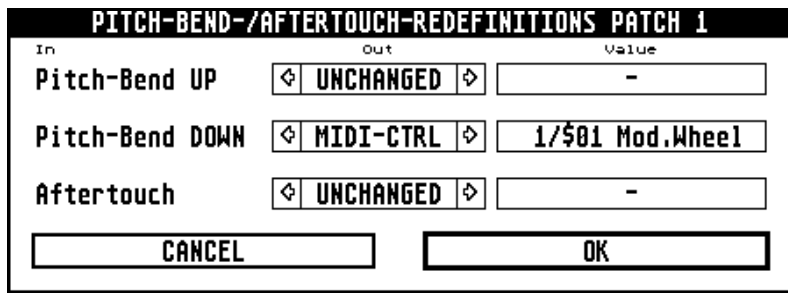 PITCH-BEND-/AFTERTOUCH-REDEFINITIONS PATCH 1
In Out Value
Pitch-Bend UP UNCHANGED -
Pitch-Bend DOWN MIDI-CTRL 1/$01 Mod.Wheel
Aftertouch UNCHANGED -
CANCEL OK